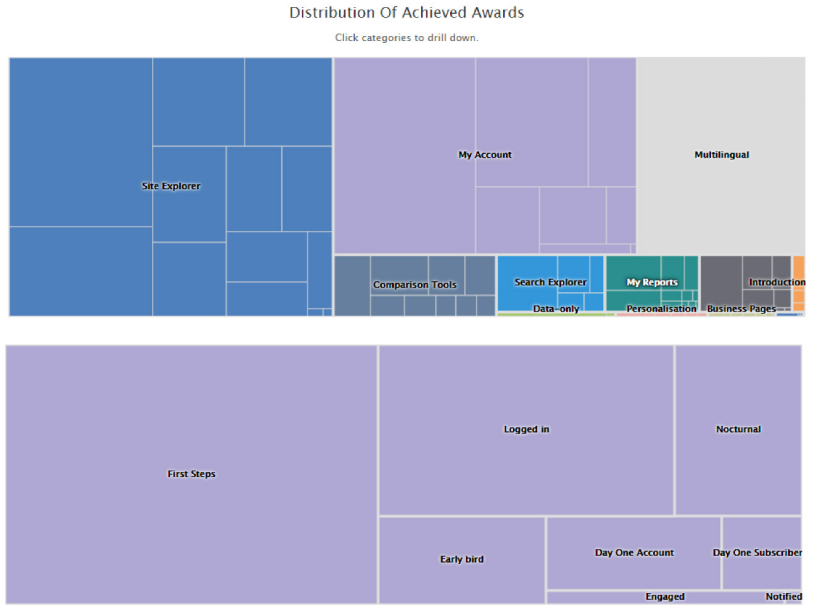 Distribution Of Achieved Awards
Click categories to drill down.
Site Explorer
My Account
Multilingual
Comparison Tools
Search Explorer
My Reports
Introduction
Data-only
Personalisation
Business Pages
First Steps
Logged in
Nocturnal
Early bird
Day One Account
Day One Subscriber
Engaged
Notified